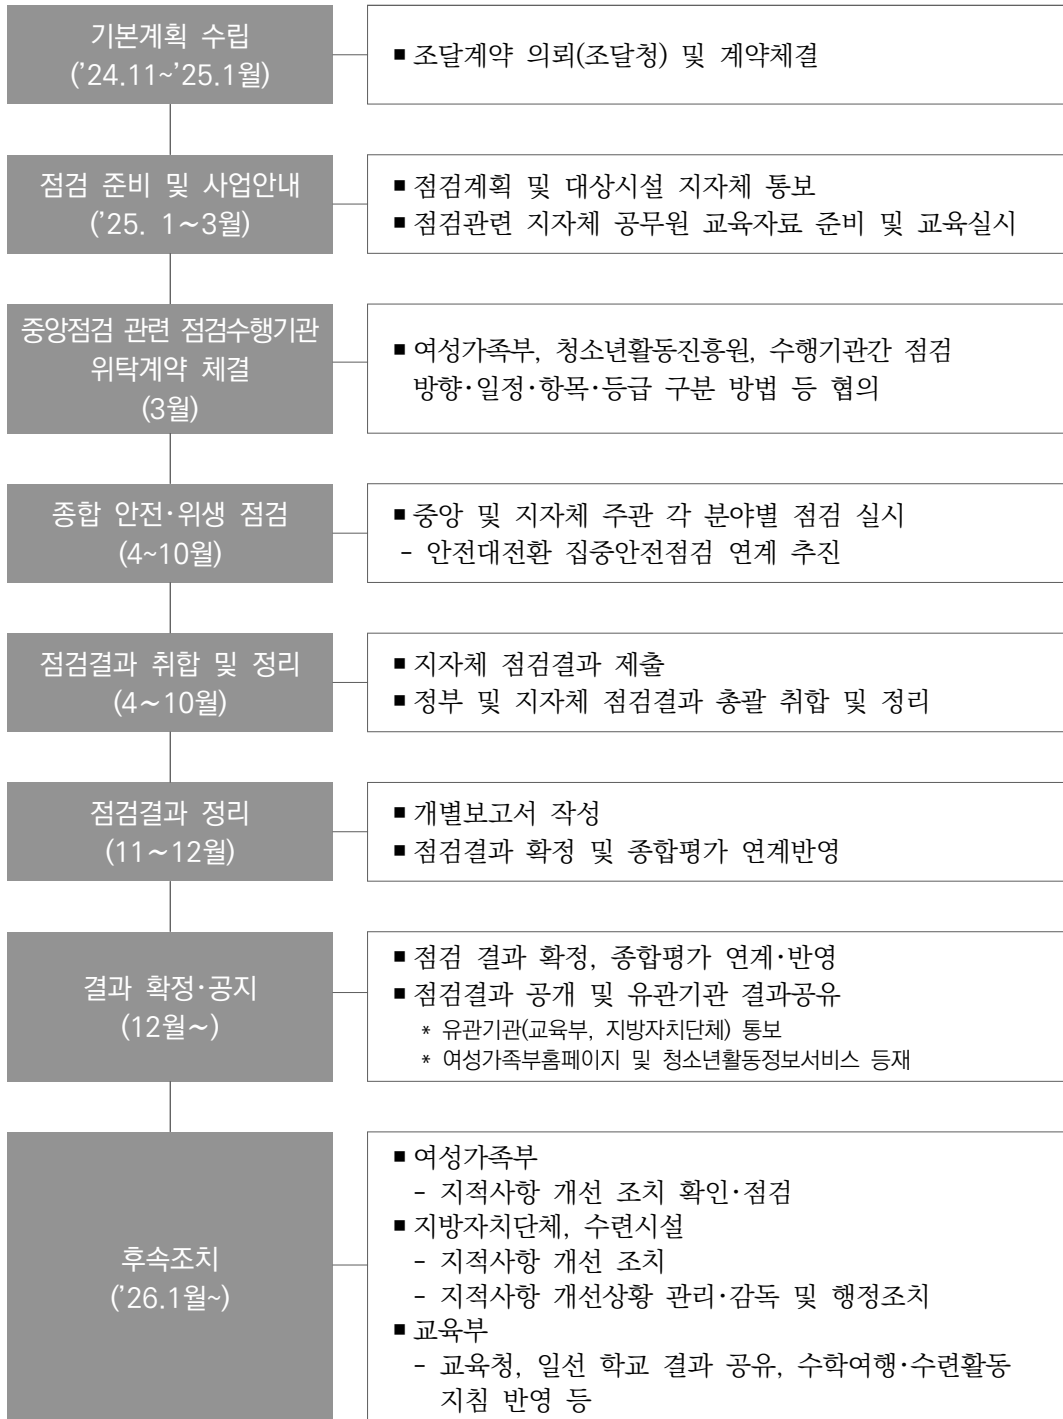 기본계획 수립
(’24.11~’25.1월)
▪조달계약 의뢰(조달청) 및 계약체결
점검 준비 및 사업안내
(’25. 1～3월)
▪점검계획 및 대상시설 지자체 통보
▪점검관련 지자체 공무원 교육자료 준비 및 교육실시
중앙점검 관련 점검수행기관
위탁계약 체결
(3월)
▪여성가족부, 청소년활동진흥원, 수행기관간 점검
방향·일정·항목·등급 구분 방법 등 협의
종합 안전·위생 점검
(4~10월)
▪중앙 및 지자체 주관 각 분야별 점검 실시
- 안전대전환 집중안전점검 연계 추진
점검결과 취합 및 정리
(4～10월)
▪지자체 점검결과 제출
▪정부 및 지자체 점검결과 총괄 취합 및 정리
점검결과 정리
(11～12월)
▪개별보고서 작성
▪점검결과 확정 및 종합평가 연계반영
결과 확정·공지
(12월～)
▪점검 결과 확정, 종합평가 연계·반영
▪점검결과 공개 및 유관기관 결과공유
* 유관기관(교육부, 지방자치단체) 통보
* 여성가족부홈페이지 및 청소년활동정보서비스 등재
후속조치
(’26.1월~)
▪여성가족부
- 지적사항 개선 조치 확인·점검
▪지방자치단체, 수련시설
- 지적사항 개선 조치
- 지적사항 개선상황 관리·감독 및 행정조치
▪교육부
- 교육청, 일선 학교 결과 공유, 수학여행·수련활동
지침 반영 등